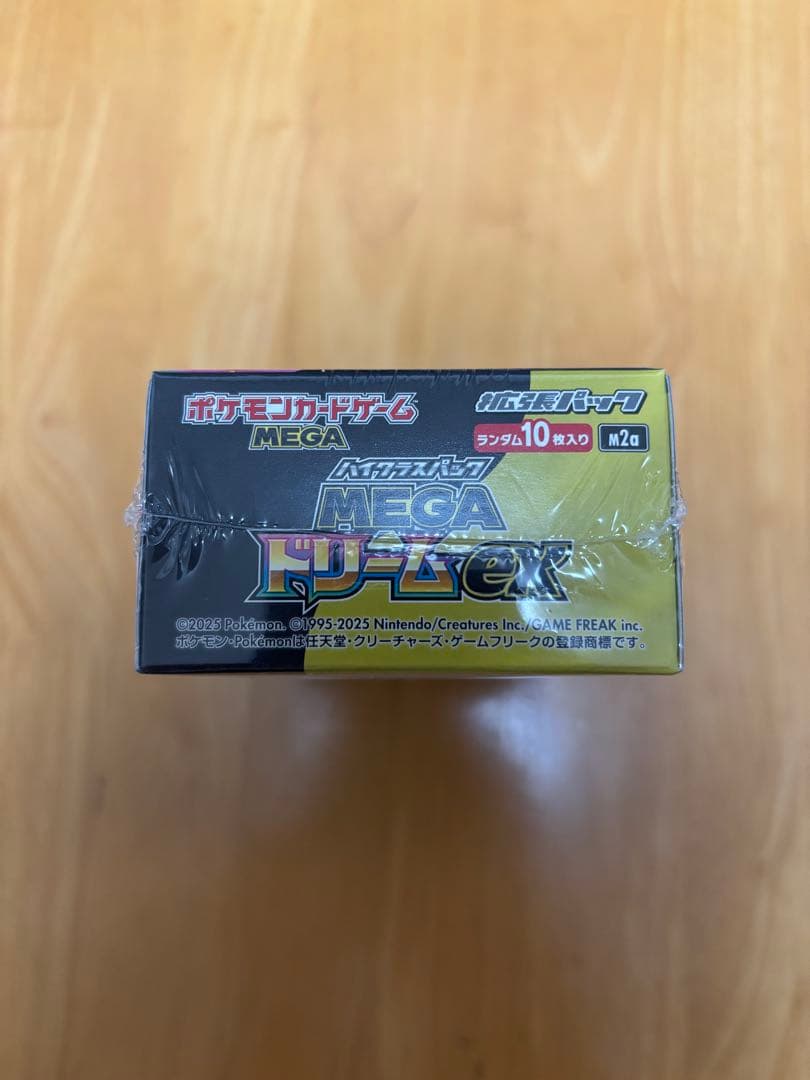 ポケモンカードゲーム
MEGA
拡張パック
ランダム10枚入り
M2a
ハイクラスパック
MEGA
ドリームex
©2025 Pokémon. ©1995-2025 Nintendo/Creatures Inc./GAME FREAK inc.
ポケモン・Pokémonは任天堂・クリーチャーズ・ゲームフリークの登録商標です。